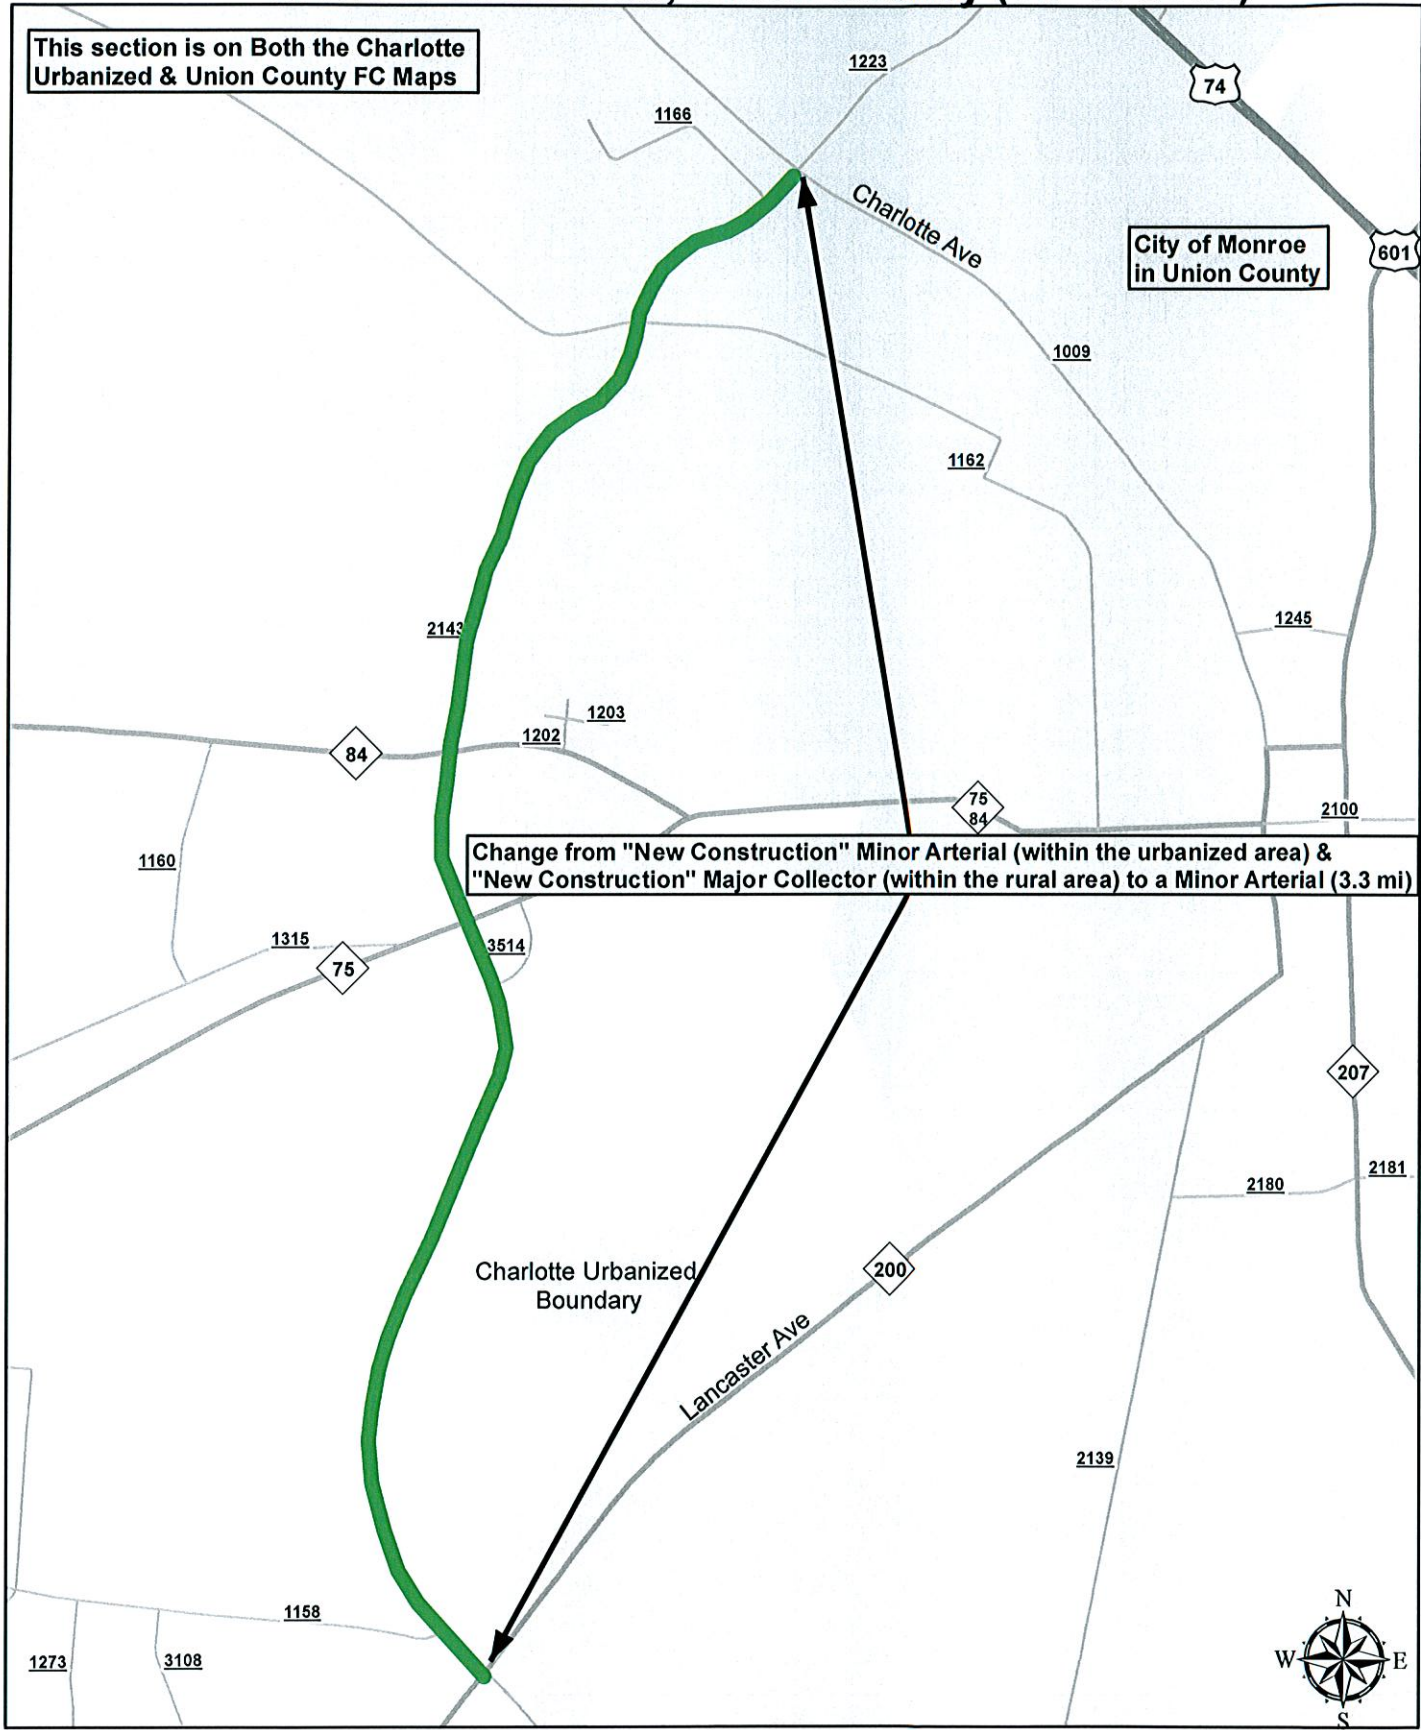 This section is on Both the Charlotte
Urbanized & Union County FC Maps
1223
74
1166
Charlotte Ave
City of Monroe
in Union County
601
1009
1162
2143
1245
1203
1202
84
75
84
2100
Change from "New Construction" Minor Arterial (within the urbanized area) &
"New Construction" Major Collector (within the rural area) to a Minor Arterial (3.3 mi)
1160
1315
3514
75
207
2181
2180
Charlotte Urbanized
Boundary
200
Lancaster Ave
2139
1158
1273
3108
N
W
E
S